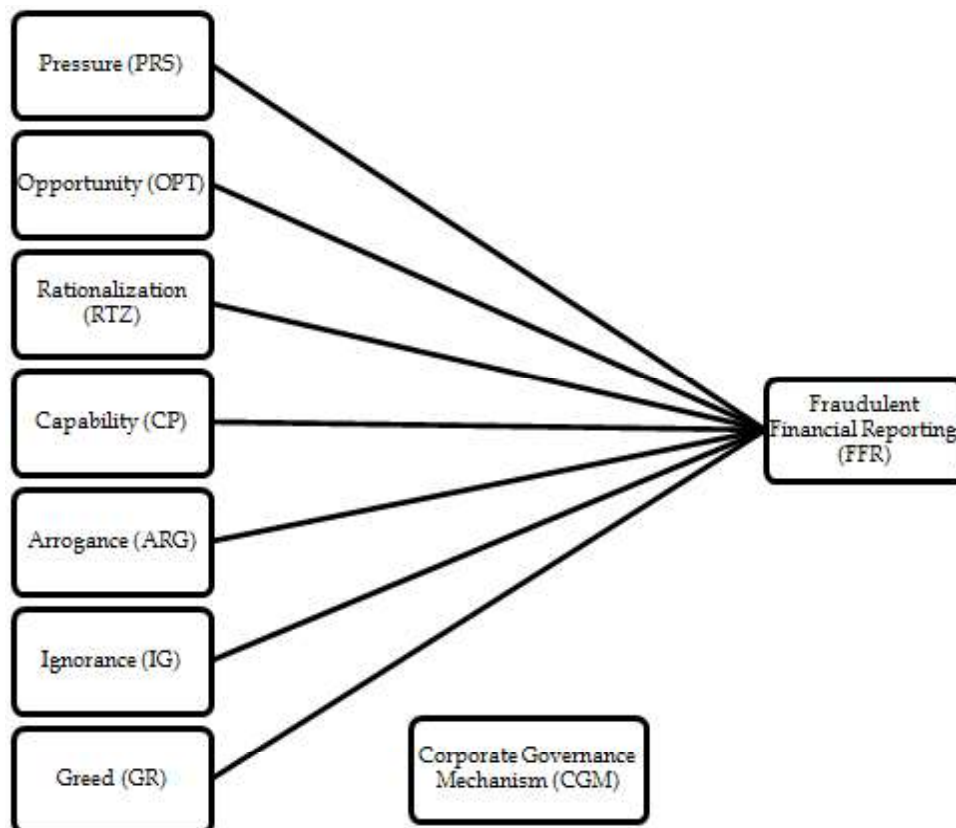 Pressure (PRS)
Opportunity (OPT)
Rationalization
(RTZ)
Capability (CP)
Arrogance (ARG)
Ignorance (IG)
Greed (GR)
Corporate Governance
Mechanism (CGM)
Fraudulent
Financial Reporting
(FFR)